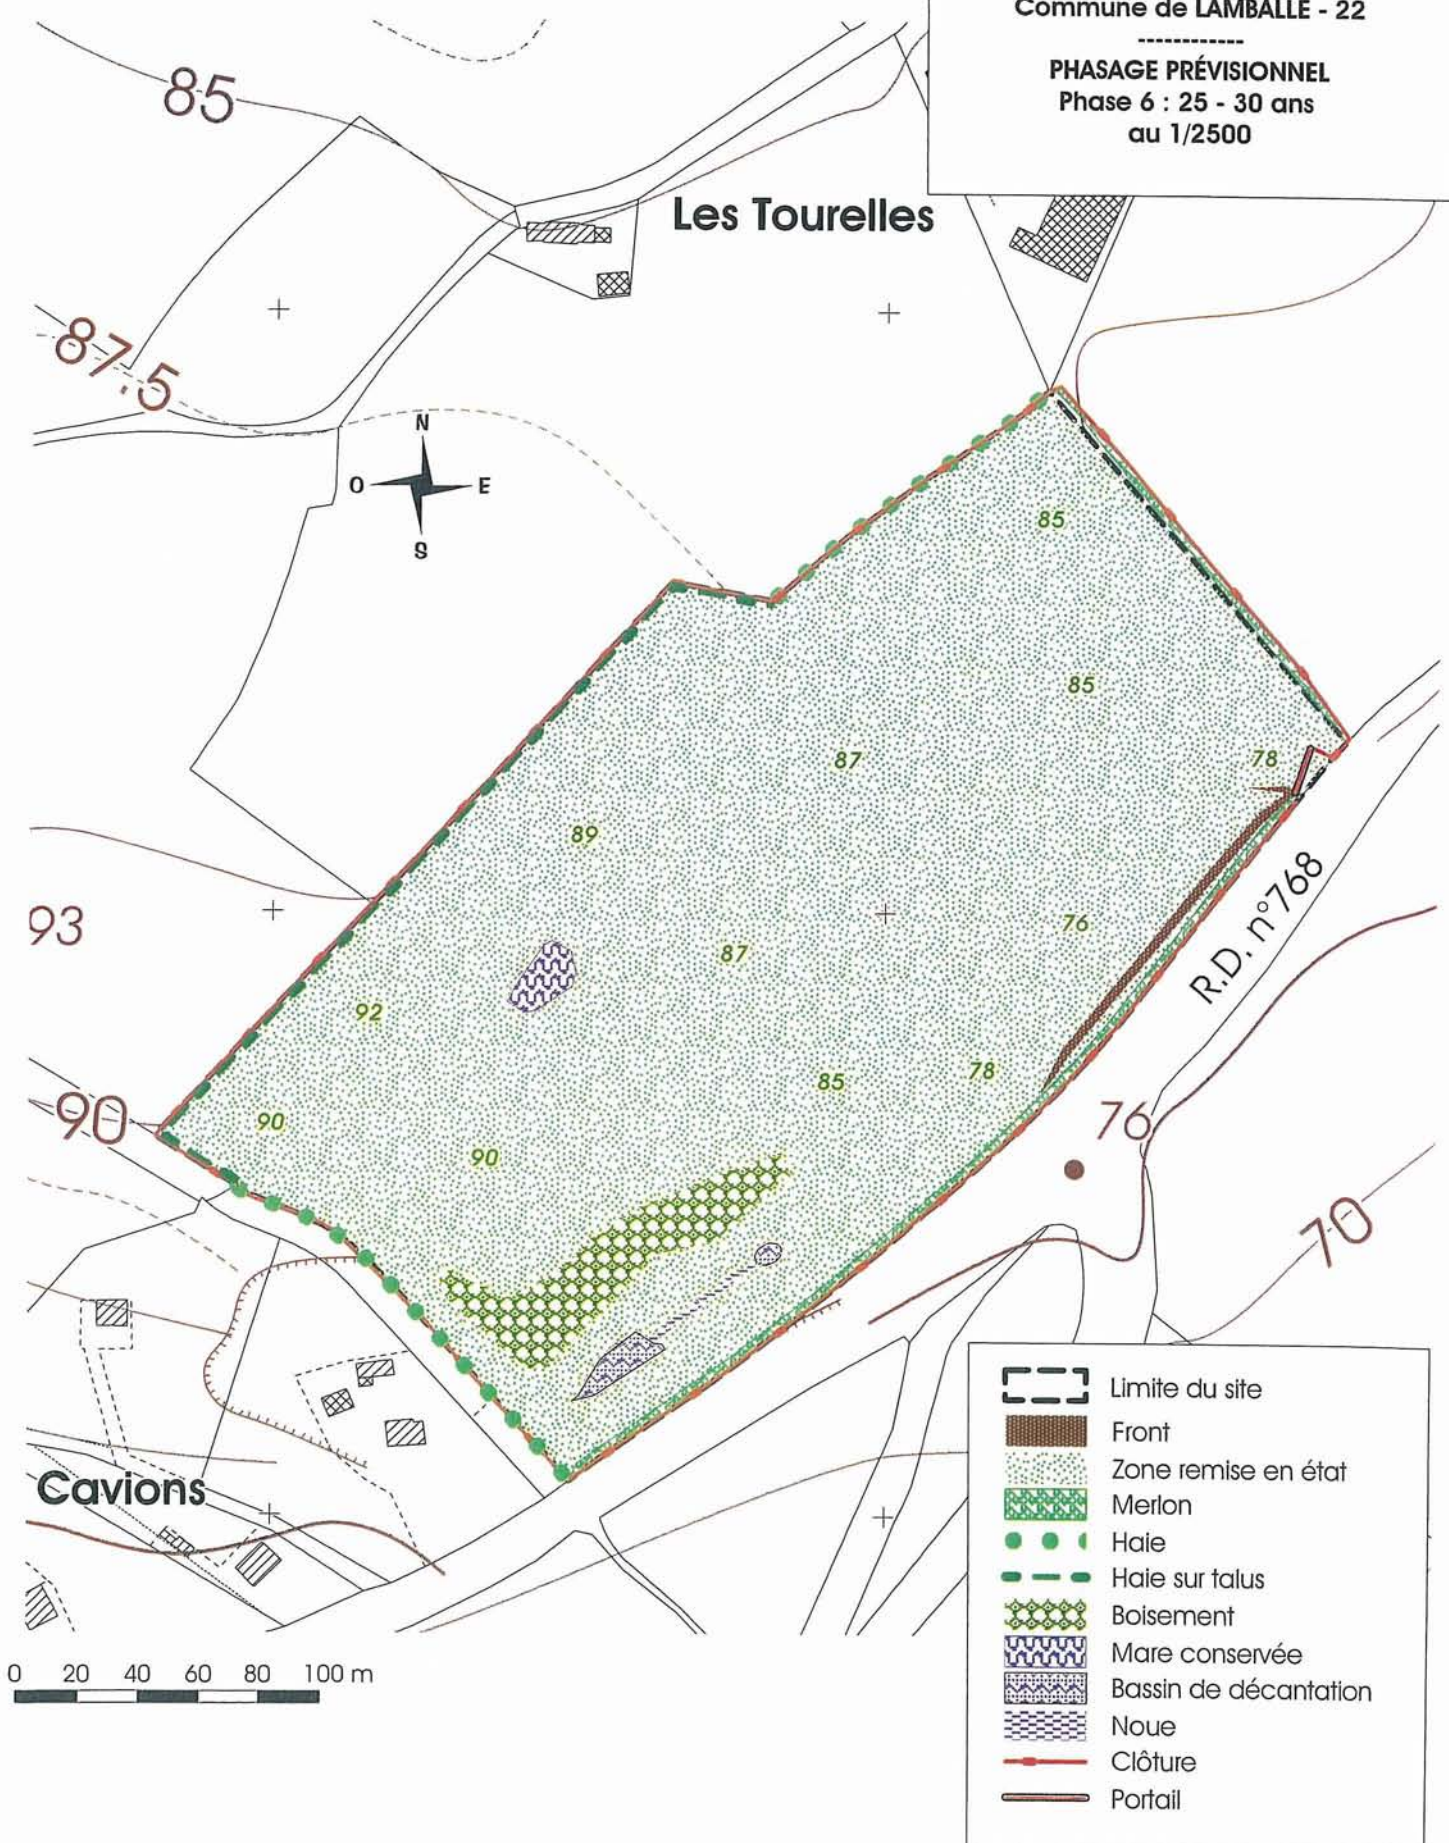 Commune de LAMBALLE - 22
------------
PHASAGE PRÉVISIONNEL
Phase 6 : 25 - 30 ans
au 1/2500
85
Les Tourelles
87.5
N
O
E
S
85
85
87
78
89
93
76
87
R.D. n°768
92
78
85
90
90
76
90
70
Cavions
0 20 40 60 80 100 m
Limite du site
Front
Zone remise en état
Merlon
Haie
Haie sur talus
Boisement
Mare conservée
Bassin de décantation
Noue
Clôture
Portail